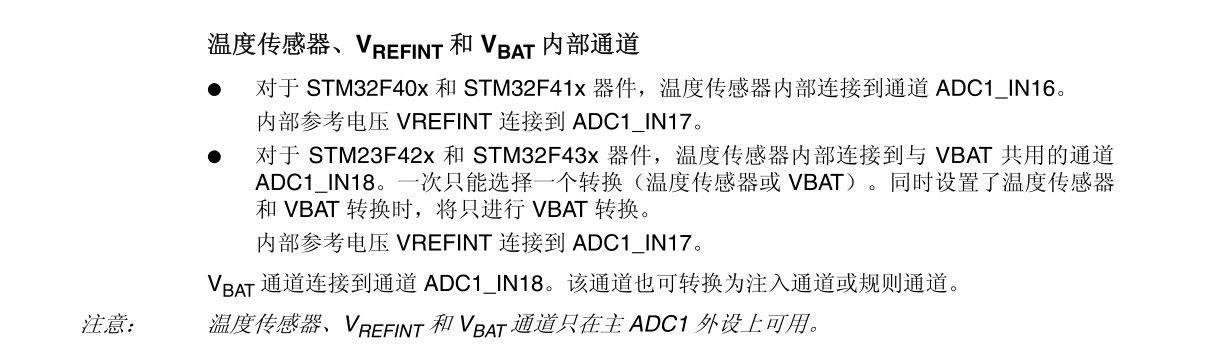 温度传感器、VREFINT 和 VBAT 内部通道
● 对于 STM32F40x 和 STM32F41x 器件，温度传感器内部连接到通道 ADC1_IN16。
内部参考电压 VREFINT 连接到 ADC1_IN17。
● 对于 STM23F42x 和 STM32F43x 器件，温度传感器内部连接到与 VBAT 共用的通道
ADC1_IN18。一次只能选择一个转换（温度传感器或 VBAT）。同时设置了温度传感器
和 VBAT 转换时，将只进行 VBAT 转换。
内部参考电压 VREFINT 连接到 ADC1_IN17。
VBAT 通道连接到通道 ADC1_IN18。该通道也可转换为注入通道或规则通道。
注意： 温度传感器、VREFINT 和 VBAT 通道只在主 ADC1 外设上可用。